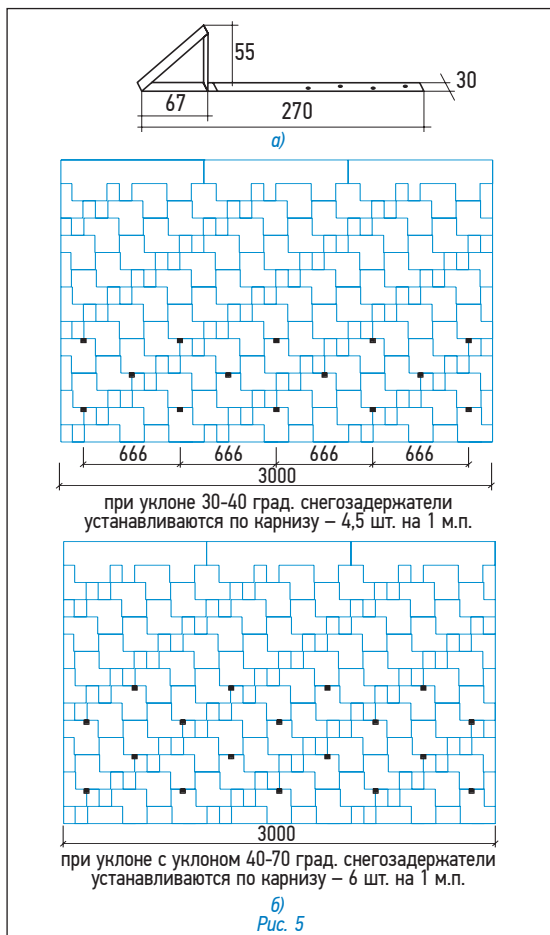 55
30
67
270
а)
666 666 666 666
3000
при уклоне 30-40 град. снегозадержатели
устанавливаются по карнизу – 4,5 шт. на 1 м.п.
3000
при уклоне с уклоном 40-70 град. снегозадержатели
устанавливаются по карнизу – 6 шт. на 1 м.п.
б)
Рис. 5